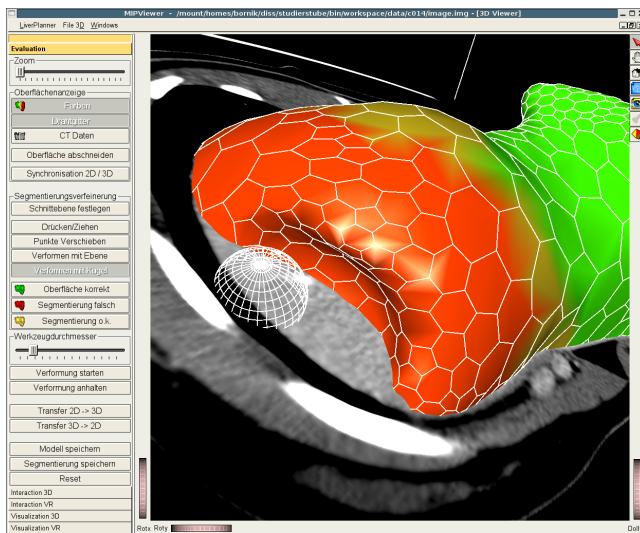 MIPViewer - /mount/homes/bornik/diss/studierstube/bin/workspace/data/c014/image.img - [3D Viewer]
LiverPlanner File 3D Windows
Evaluation
Zoom
Oberflächenanzeige
Farben
Drahtgitter
CT Daten
Oberfläche abschneiden
Synchronisation 2D / 3D
Segmentierungsverfeinerung
Schnittebene festlegen
Drücken/Ziehen
Punkte Verschieben
Verformen mit Ebene
Verformen mit Kugel
Oberfläche korrekt
Segmentierung falsch
Segmentierung o.k.
Werkzeugdurchmesser
Verformung starten
Verformung anhalten
Transfer 2D -> 3D
Transfer 3D -> 2D
Modell speichern
Segmentierung speichern
Reset
Interaction 3D
Interaction VR
Visualization 3D
Visualization VR
Rotx Roty
Doll